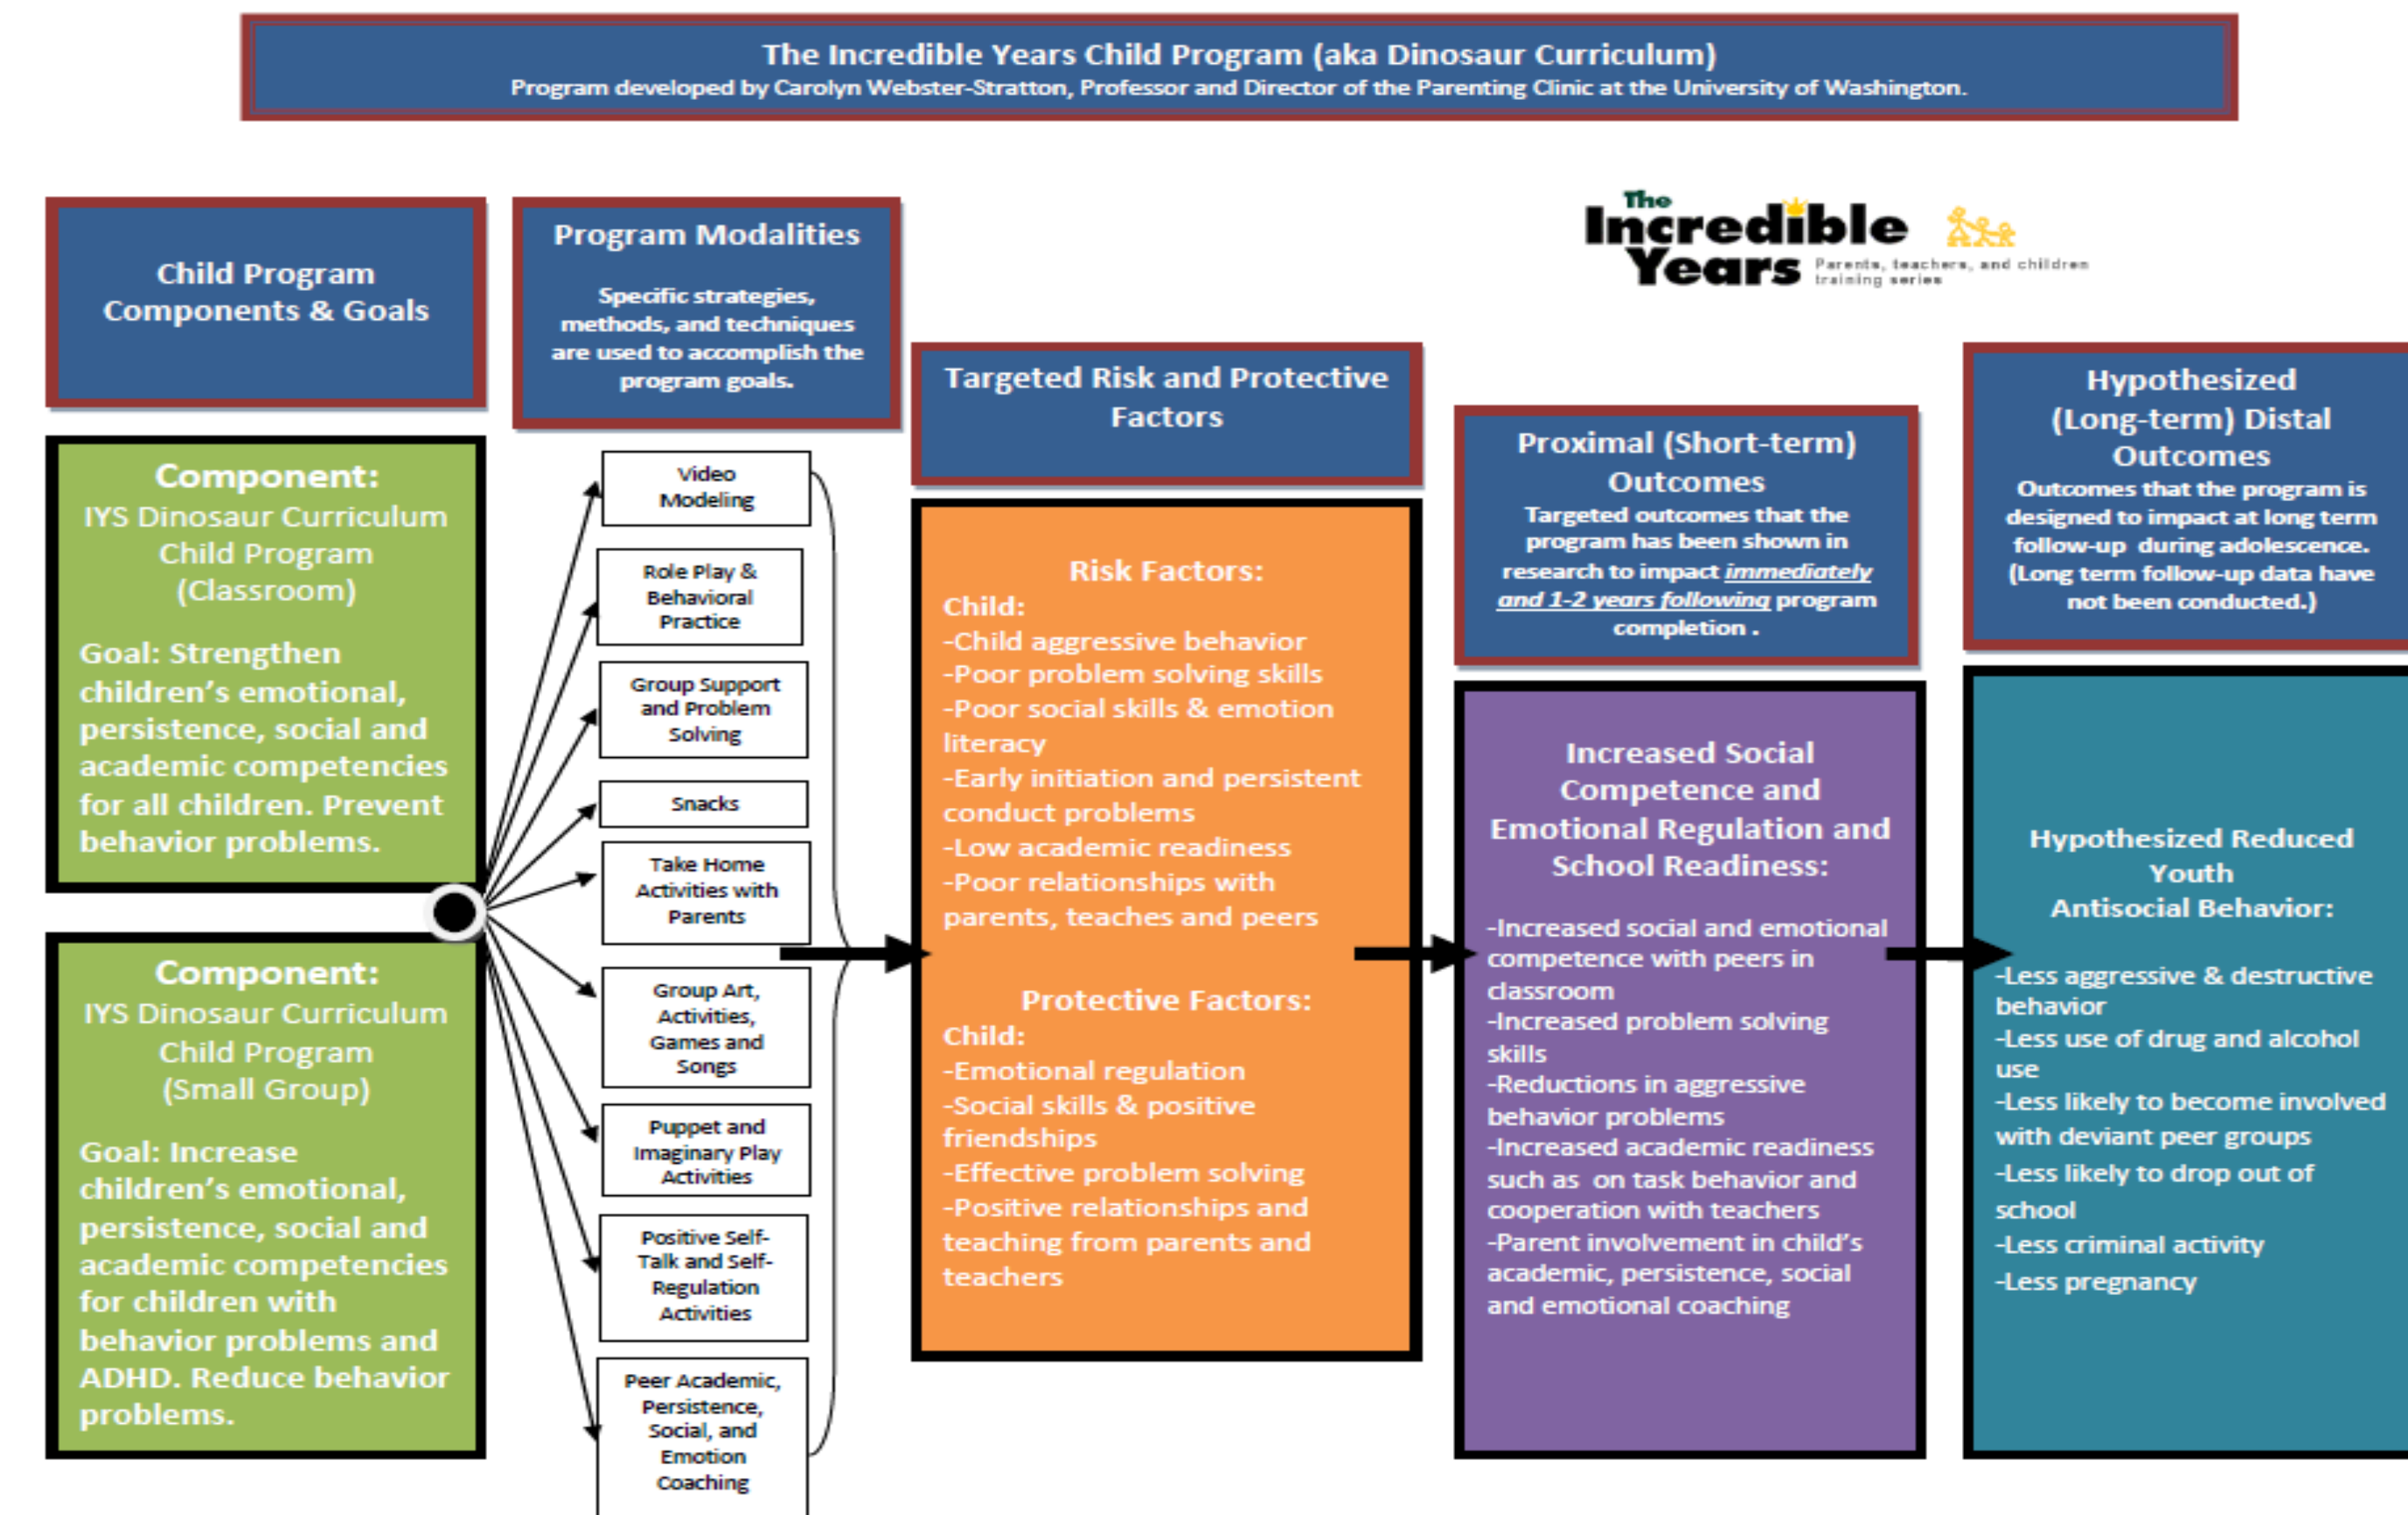 The Incredible Years Child Program (aka Dinosaur Curriculum)
Program developed by Carolyn Webster-Stratton, Professor and Director of the Parenting Clinic at the University of Washington.
The
Incredible
Years
Parents, teachers, and children
training series
Child Program
Components & Goals
Component:
IYS Dinosaur Curriculum
Child Program
(Classroom)
Goal: Strengthen
children's emotional,
persistence, social and
academic competencies
for all children. Prevent
behavior problems.
Component:
IYS Dinosaur Curriculum
Child Program
(Small Group)
Goal: Increase
children's emotional,
persistence, social and
academic competencies
for children with
behavior problems and
ADHD. Reduce behavior
problems.
Program Modalities
Specific strategies,
methods, and techniques
are used to accomplish the
program goals.
Video
Modeling
Role Play &
Behavioral
Practice
Group Support
and Problem
Solving
Snacks
Take Home
Activities with
Parents
Group Art,
Activities,
Games and
Songs
Puppet and
Imaginary Play
Activities
Positive Self-
Talk and Self-
Regulation
Activities
Peer Academic,
Persistence,
Social, and
Emotion
Coaching
Targeted Risk and Protective
Factors
Risk Factors:
Child:
-Child aggressive behavior
-Poor problem solving skills
-Poor social skills & emotion
literacy
-Early initiation and persistent
conduct problems
-Low academic readiness
-Poor relationships with
parents, teaches and peers
Protective Factors:
Child:
-Emotional regulation
-Social skills & positive
friendships
-Effective problem solving
-Positive relationships and
teaching from parents and
teachers
Proximal (Short-term)
Outcomes
Targeted outcomes that the
program has been shown in
research to impact immediately
and 1-2 years following program
completion .
Increased Social
Competence and
Emotional Regulation and
School Readiness:
-Increased social and emotional
competence with peers in
classroom
-Increased problem solving
skills
-Reductions in aggressive
behavior problems
-Increased academic readiness
such as on task behavior and
cooperation with teachers
-Parent involvement in child's
academic, persistence, social
and emotional coaching
Hypothesized
(Long-term) Distal
Outcomes
Outcomes that the program is
designed to impact at long term
follow-up during adolescence.
(Long term follow-up data have
not been conducted.)
Hypothesized Reduced
Youth
Antisocial Behavior:
-Less aggressive & destructive
behavior
-Less use of drug and alcohol
use
-Less likely to become involved
with deviant peer groups
-Less likely to drop out of
school
-Less criminal activity
-Less pregnancy